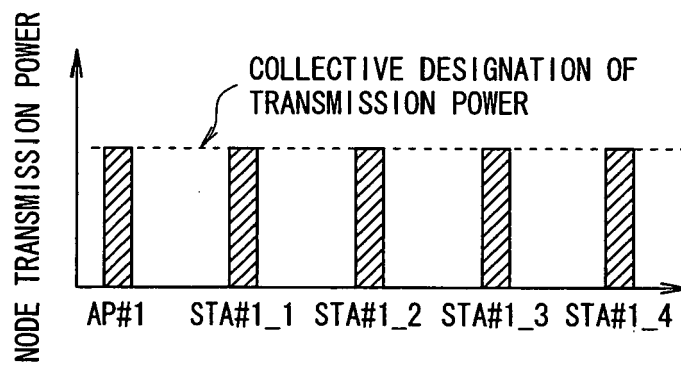 NODE TRANSMISSION POWER
COLLECTIVE DESIGNATION OF
TRANSMISSION POWER
AP#1 STA#1_1 STA#1_2 STA#1_3 STA#1_4